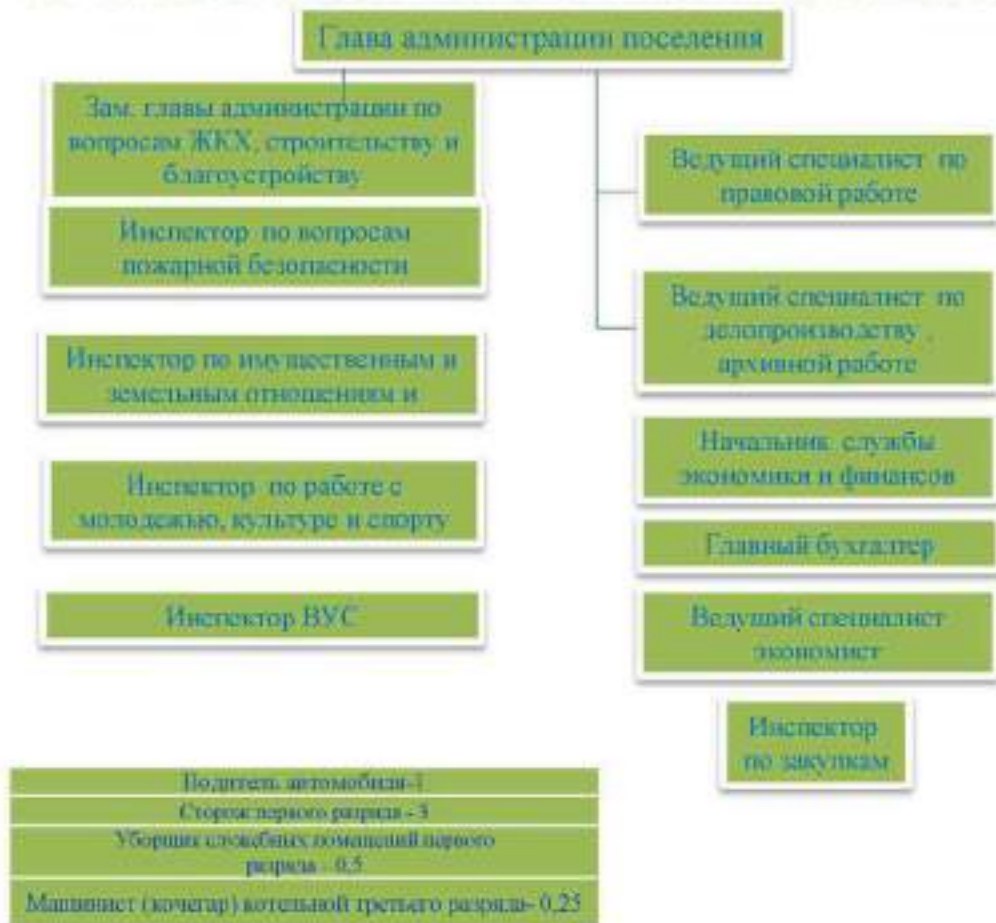 Глава администрации поселения
Зам. главы администрации по
вопросам ЖКХ, строительству и
благоустройству
Инспектор по вопросам
пожарной безопасности
Инспектор по имущественным и
земельным отношениям и
Инспектор по работе с
молодежью, культуре и спорту
Инспектор ВУС
Ведущий специалист по
правовой работе
Ведущий специалист по
делопроизводству ,
архивной работе
Начальник службы
экономики и финансов
Главный бухгалтер
Ведущий специалист
экономист
Инспектор
по закупкам
Водитель автомобиля-1
Сторож первого разряда - 3
Уборщик служебных помещений первого
разряда - 0,5
Машинист (кочегар) котельной третьего разряда- 0,25